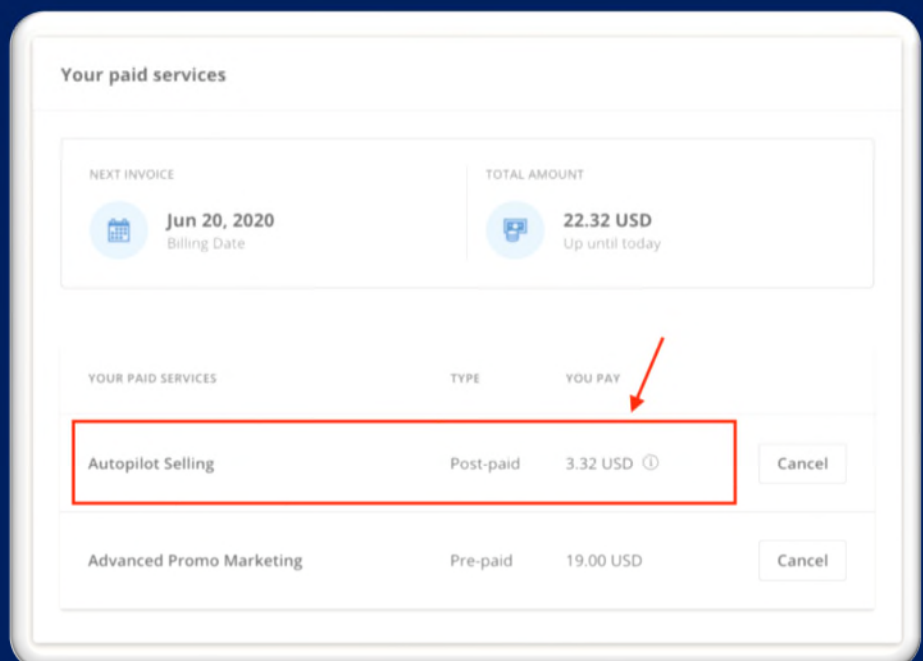 Your paid services
NEXT INVOICE
Jun 20, 2020
Billing Date
TOTAL AMOUNT
22.32 USD
Up until today
YOUR PAID SERVICES TYPE YOU PAY
Autopilot Selling Post-paid 3.32 USD Cancel
Advanced Promo Marketing Pre-paid 19.00 USD Cancel